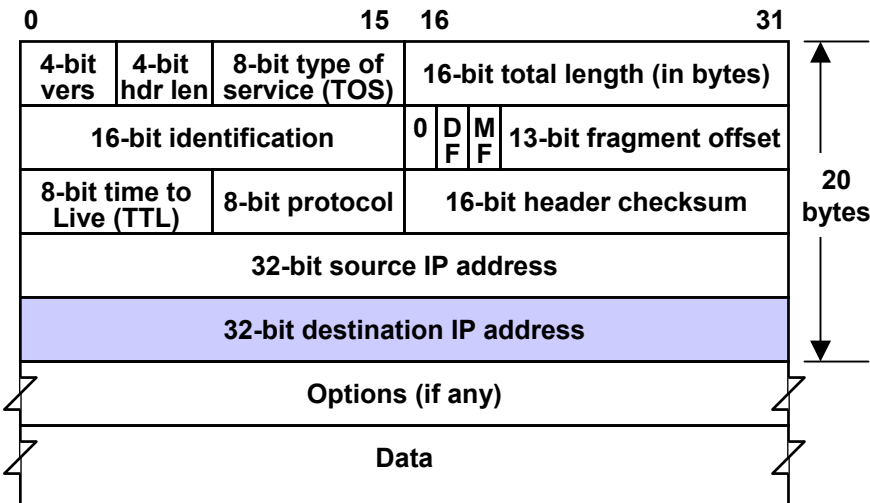 0 15 16 31
4-bit vers
4-bit hdr len
8-bit type of service (TOS)
16-bit total length (in bytes)
16-bit identification
0
DF
MF
13-bit fragment offset
8-bit time to Live (TTL)
8-bit protocol
16-bit header checksum
20 bytes
32-bit source IP address
32-bit destination IP address
Options (if any)
Data